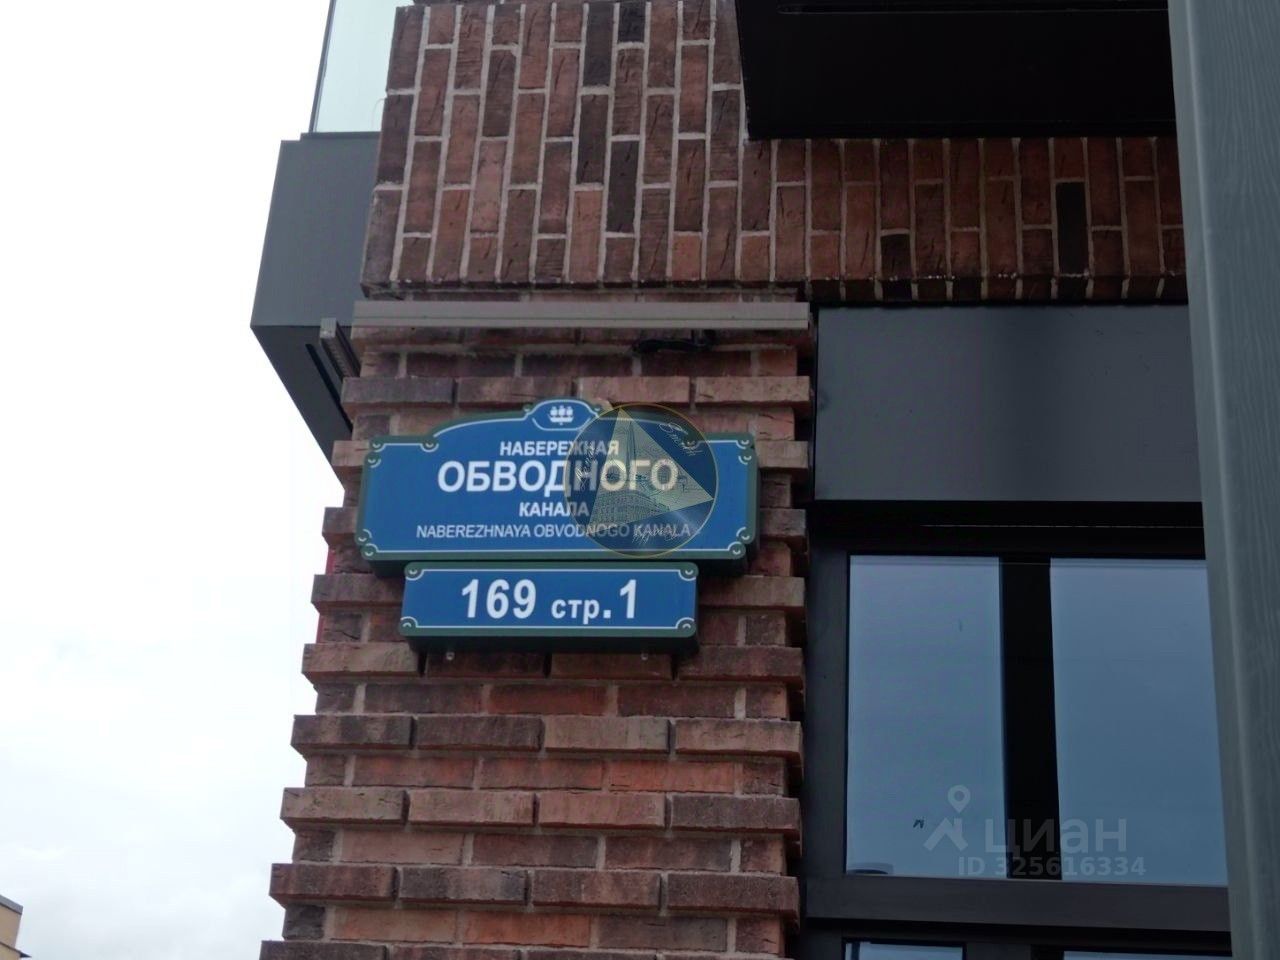 НАБЕРЕЖНАЯ
ОБВОДНОГО
КАНАЛА
NABEREZHNAYA OBVODNOGO KANALA
169 стр.1
циан
ID 325616334